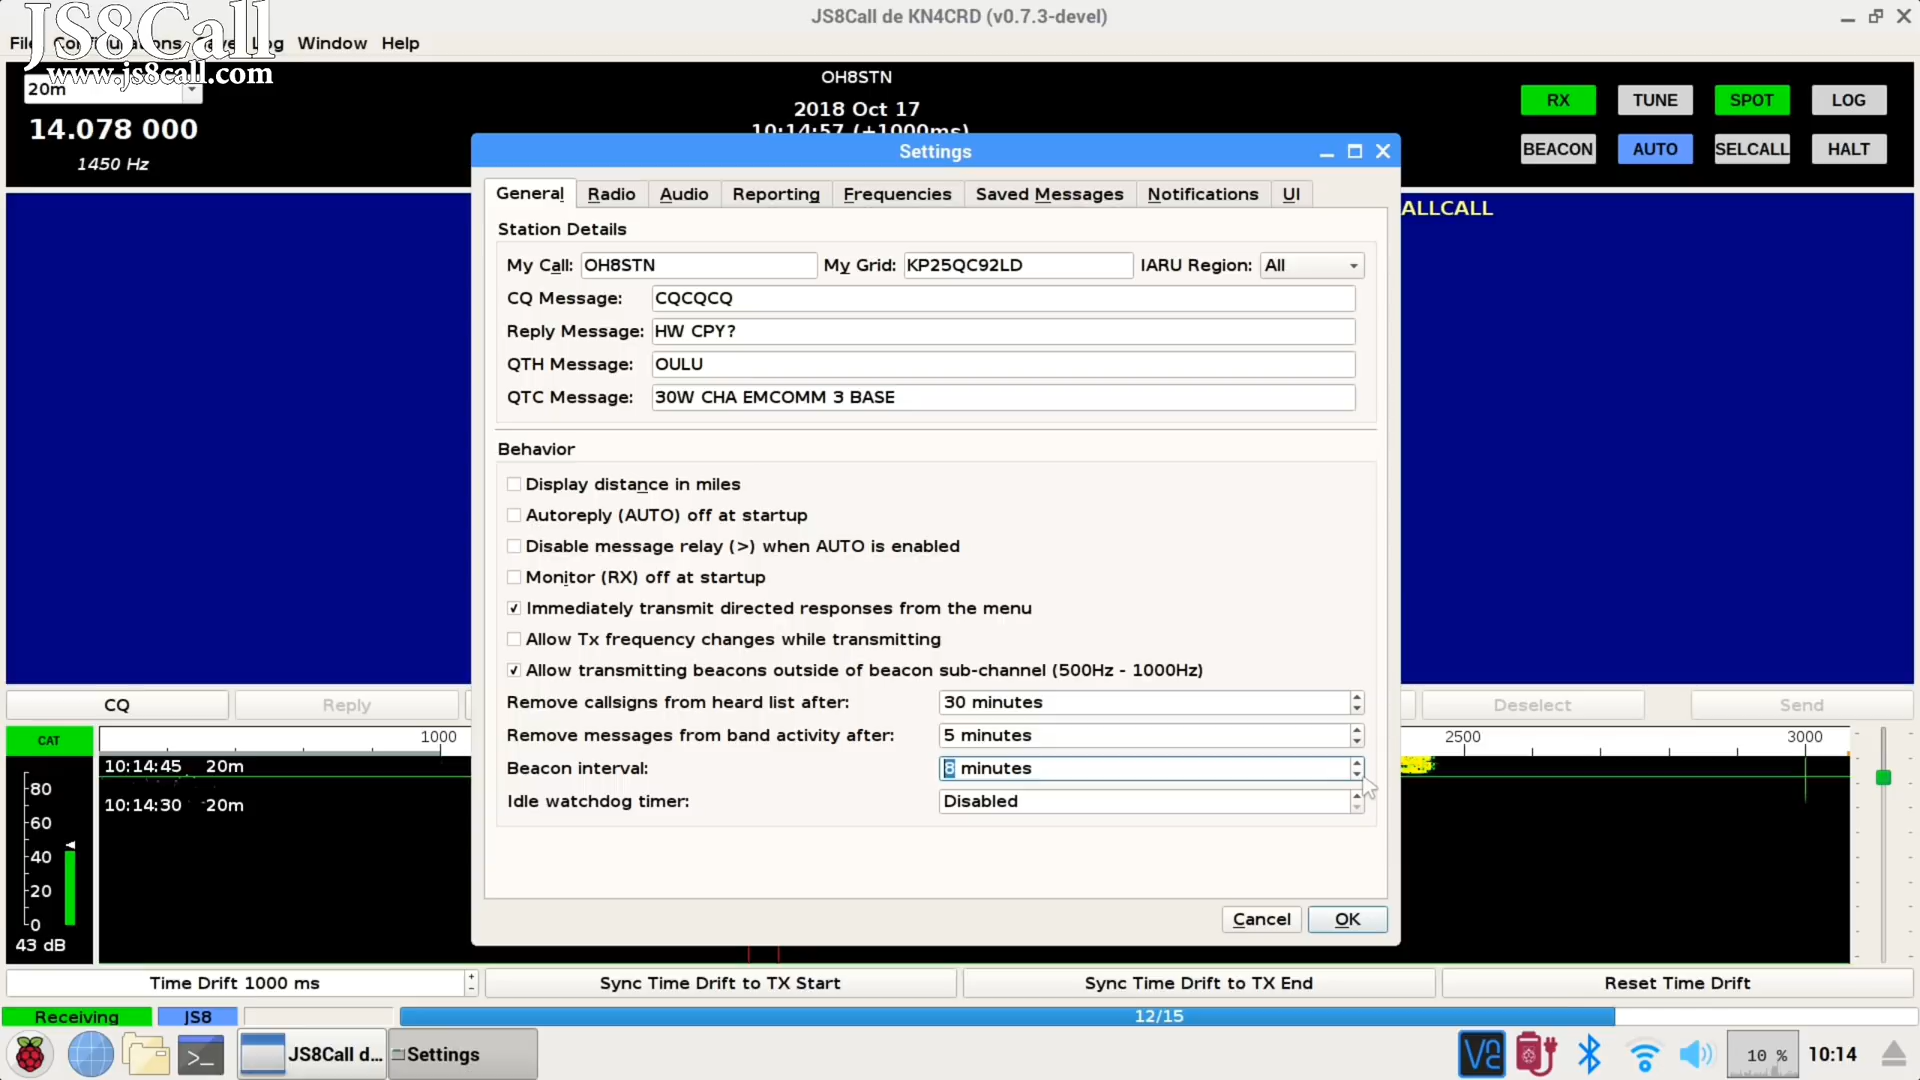 JS8Call de KN4CRD (v0.7.3-devel)
JS8Call
www.js8call.com
Window Help
20m
14.078 000
1450 Hz
OH8STN
2018 Oct 17
10:14:57 (+1000ms)
RX TUNE SPOT LOG
BEACON AUTO SELCALL HALT
Settings
General Radio Audio Reporting Frequencies Saved Messages Notifications UI
ALLCALL
Station Details
My Call: OH8STN My Grid: KP25QC92LD IARU Region: All
CQ Message: CQCQCQ
Reply Message: HW CPY?
QTH Message: OULU
QTC Message: 30W CHA EMCOMM 3 BASE
Behavior
Display distance in miles
Autoreply (AUTO) off at startup
Disable message relay (>) when AUTO is enabled
Monitor (RX) off at startup
Immediately transmit directed responses from the menu
Allow Tx frequency changes while transmitting
Allow transmitting beacons outside of beacon sub-channel (500Hz - 1000Hz)
Remove callsigns from heard list after: 30 minutes
Remove messages from band activity after: 5 minutes
Beacon interval: 8 minutes
Idle watchdog timer: Disabled
Cancel OK
CQ Reply Deselect Send
CAT
1000 2500 3000
10:14:45 20m
10:14:30 20m
80
60
40
20
0
43 dB
Time Drift 1000 ms Sync Time Drift to TX Start Sync Time Drift to TX End Reset Time Drift
Receiving JS8 12/15
JS8Call d... Settings 10 % 10:14